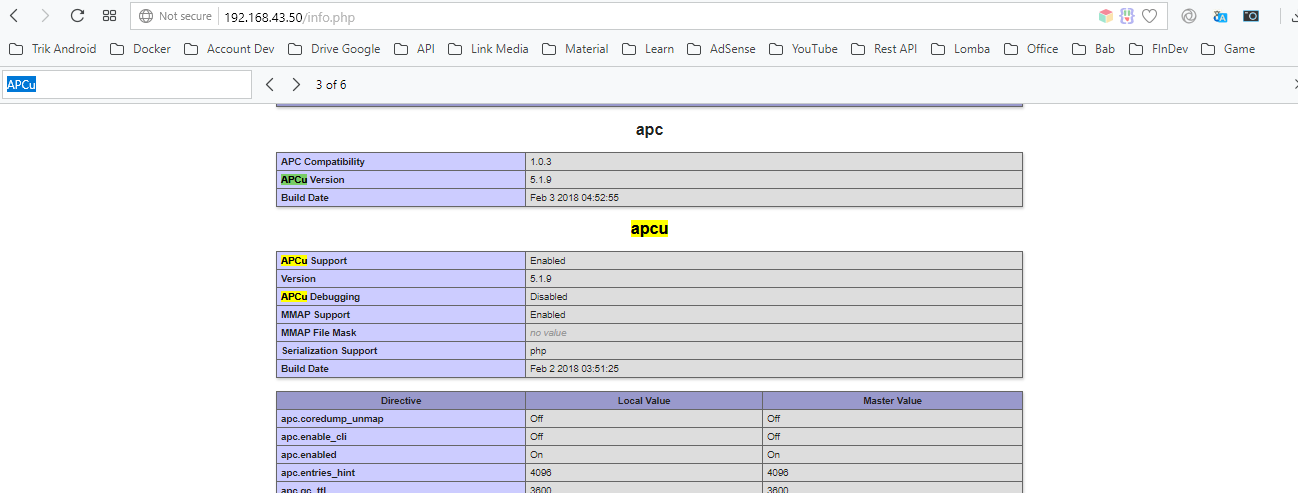 Not secure 192.168.43.50/info.php
Trik Android Docker Account Dev Drive Google API Link Media Material Learn AdSense YouTube Rest API Lomba Office Bab FInDev Game
APCu 3 of 6
apc
APC Compatibility 1.0.3
APCu Version 5.1.9
Build Date Feb 3 2018 04:52:55
apcu
APCu Support Enabled
Version 5.1.9
APCu Debugging Disabled
MMAP Support Enabled
MMAP File Mask no value
Serialization Support php
Build Date Feb 2 2018 03:51:25
Directive Local Value Master Value
apc.coredump_unmap Off Off
apc.enable_cli Off Off
apc.enabled On On
apc.entries_hint 4096 4096
apc.gc_ttl 3600 3600